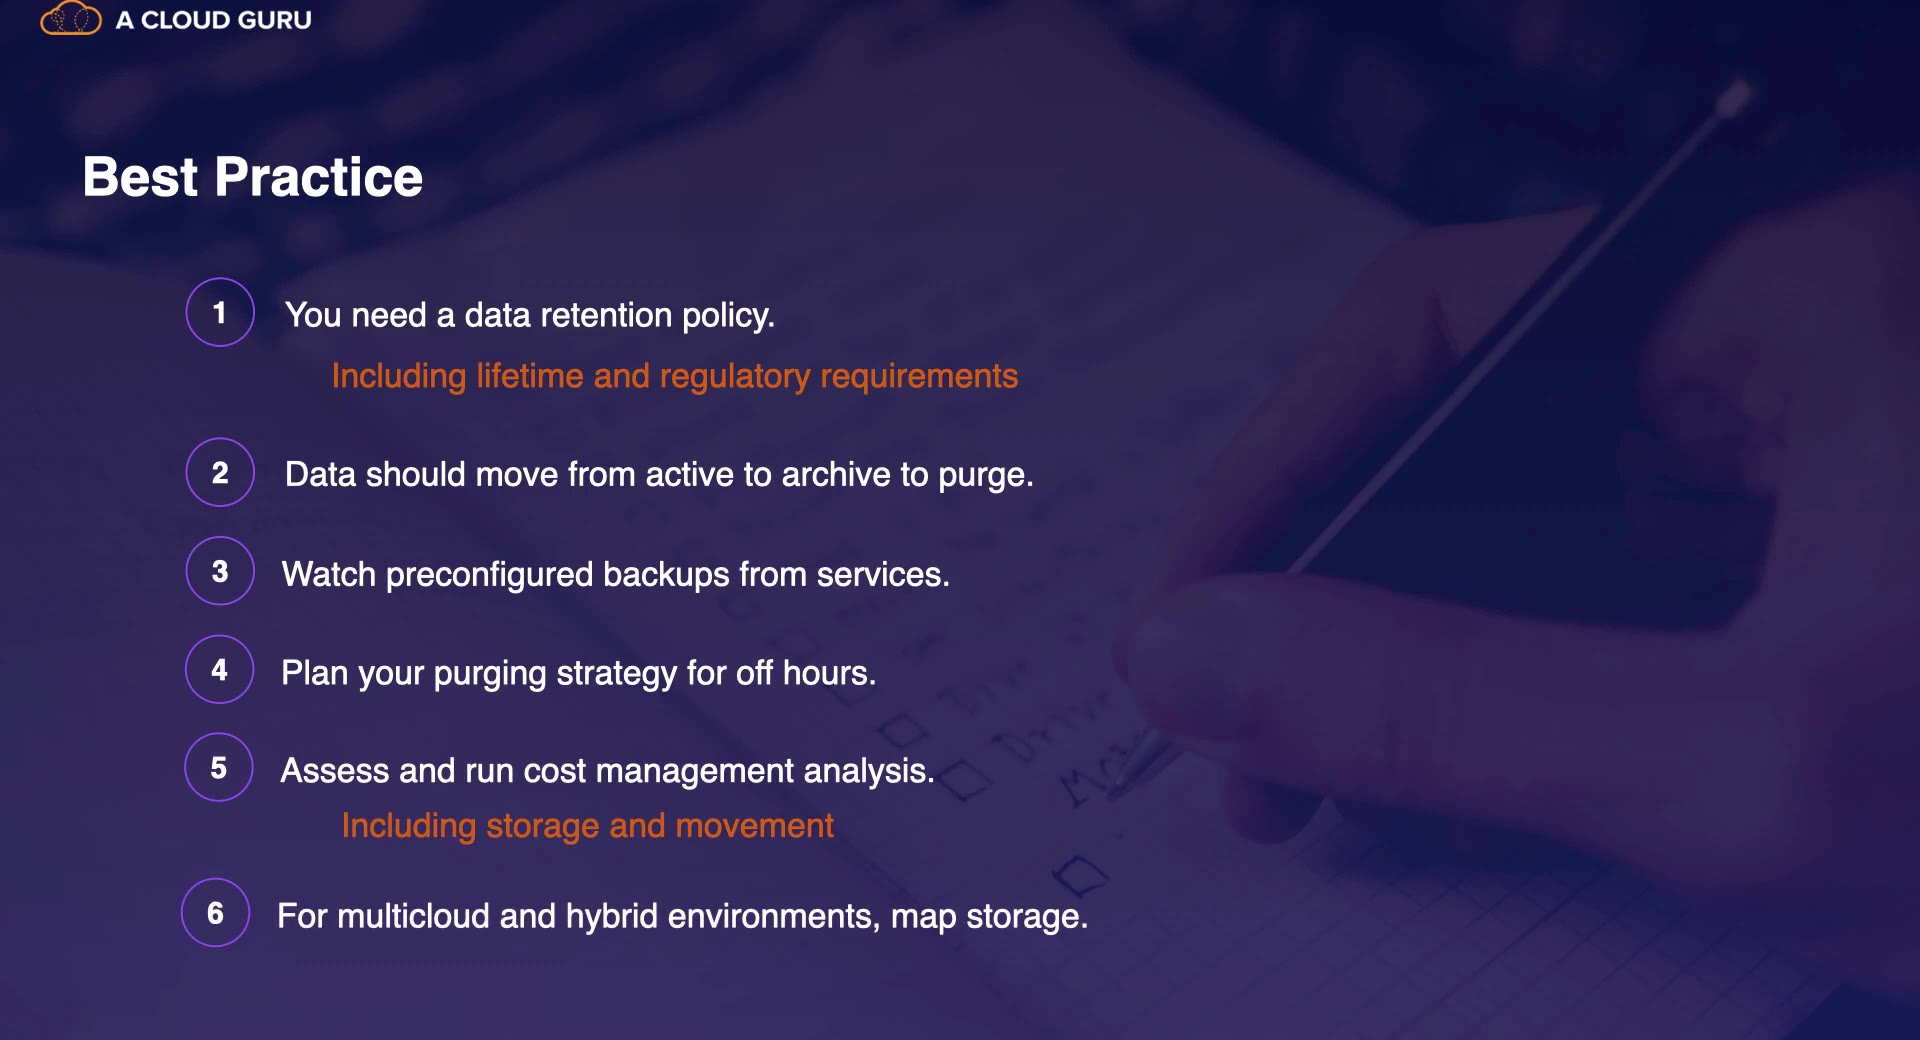 A CLOUD GURU
Best Practice
1 You need a data retention policy.
Including lifetime and regulatory requirements
2 Data should move from active to archive to purge.
3 Watch preconfigured backups from services.
4 Plan your purging strategy for off hours.
5 Assess and run cost management analysis.
Including storage and movement
6 For multicloud and hybrid environments, map storage.
Drive